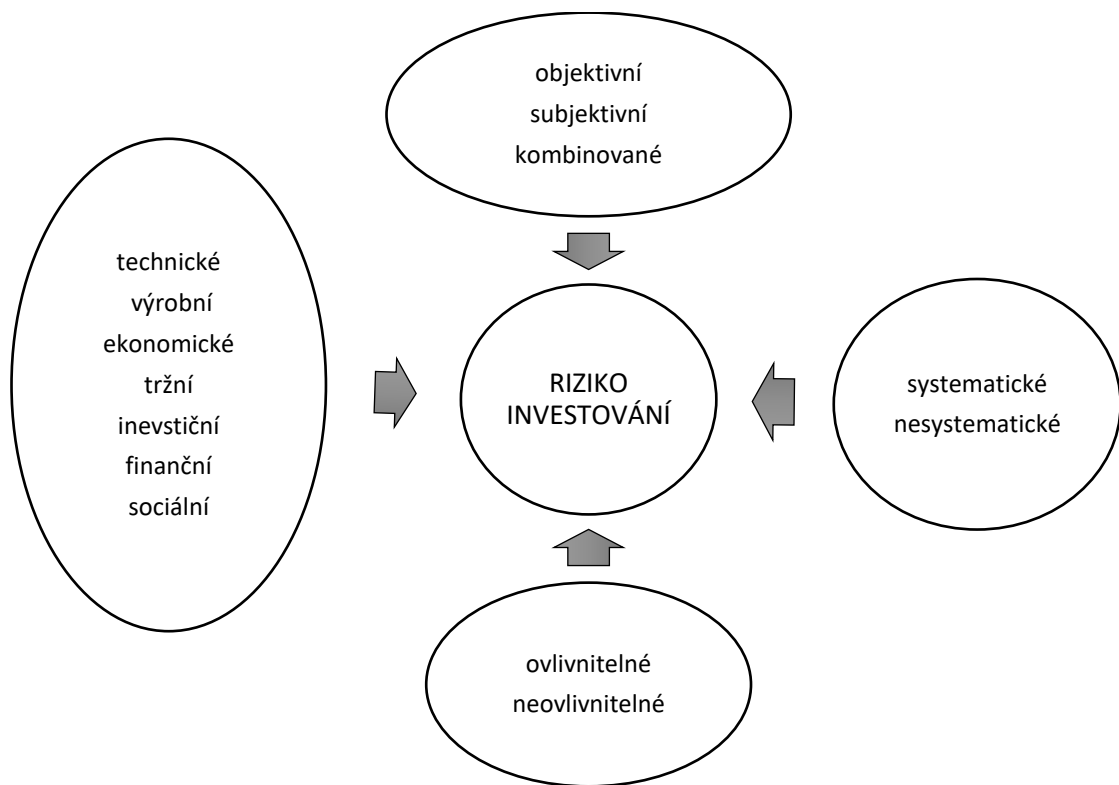 objektivní
subjektivní
kombinované
technické
výrobní
ekonomické
tržní
inevstiční
finanční
sociální
RIZIKO
INVESTOVÁNÍ
systematické
nesystematické
ovlivnitelné
neovlivnitelné